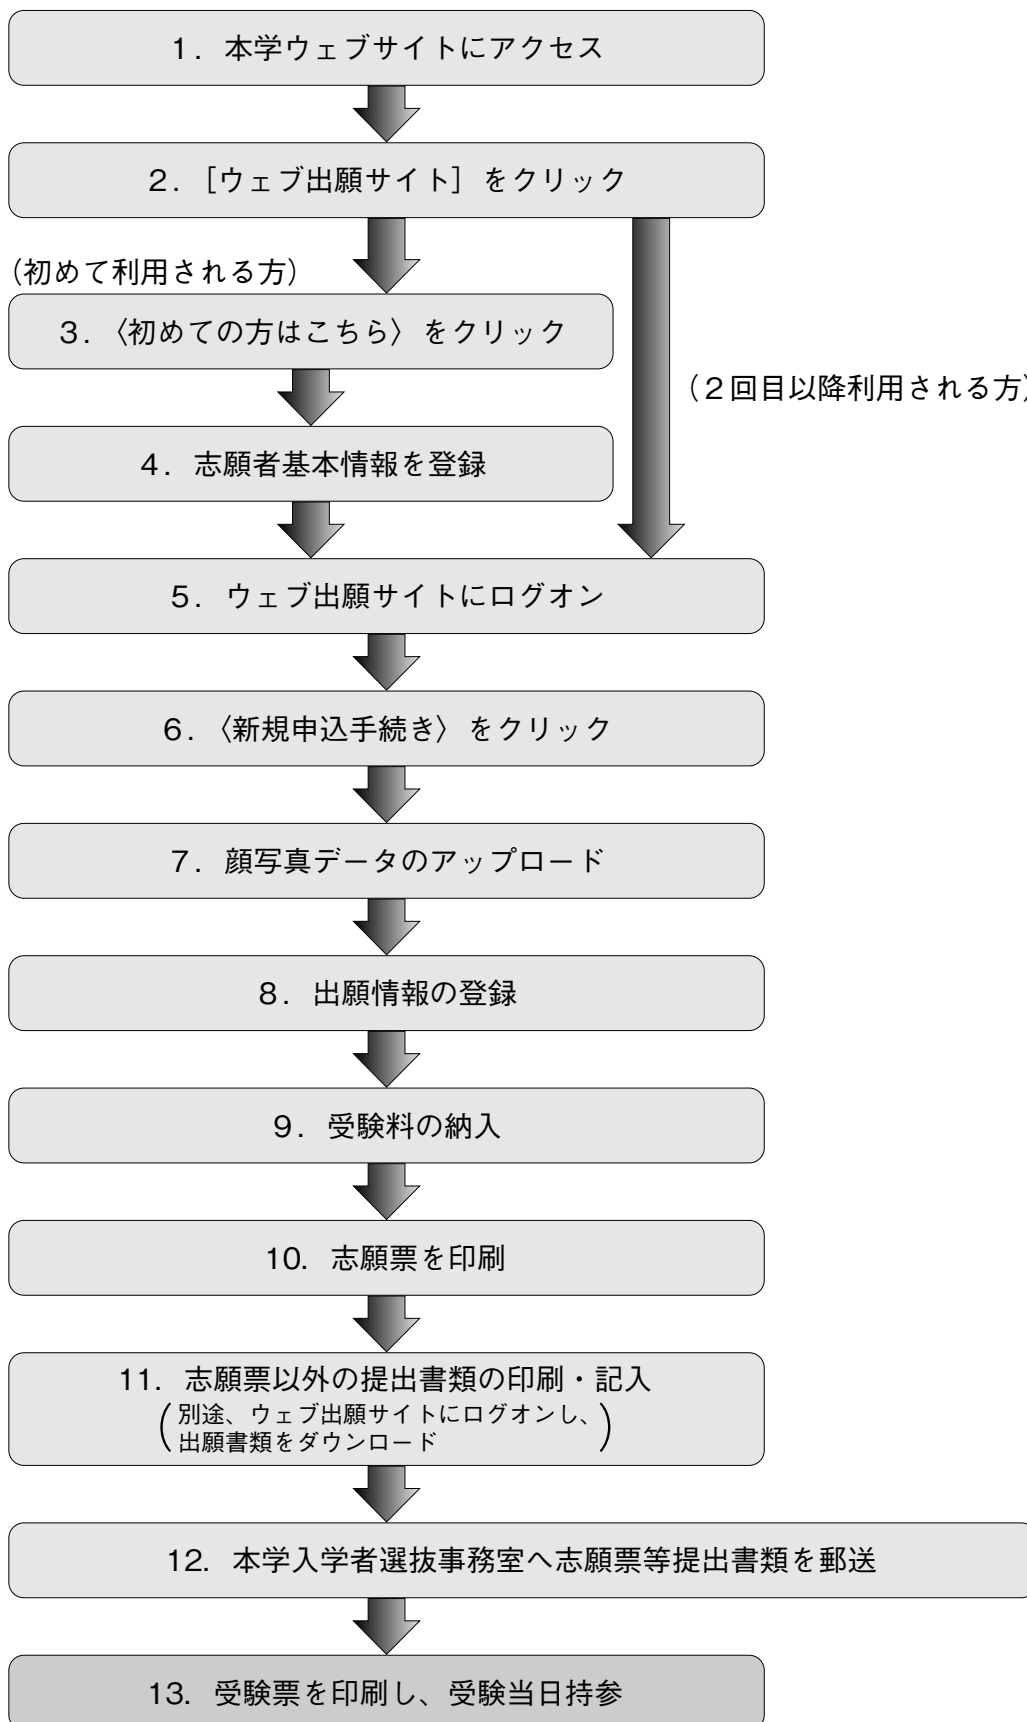 1．本学ウェブサイトにアクセス
2．［ウェブ出願サイト］をクリック
（初めて利用される方）
3．〈初めての方はこちら〉をクリック
（２回目以降利用される方）
4．志願者基本情報を登録
5．ウェブ出願サイトにログオン
6．〈新規申込手続き〉をクリック
7．顔写真データのアップロード
8．出願情報の登録
9．受験料の納入
10．志願票を印刷
11．志願票以外の提出書類の印刷・記入
（別途、ウェブ出願サイトにログオンし、
出願書類をダウンロード）
12．本学入学者選抜事務室へ志願票等提出書類を郵送
13．受験票を印刷し、受験当日持参